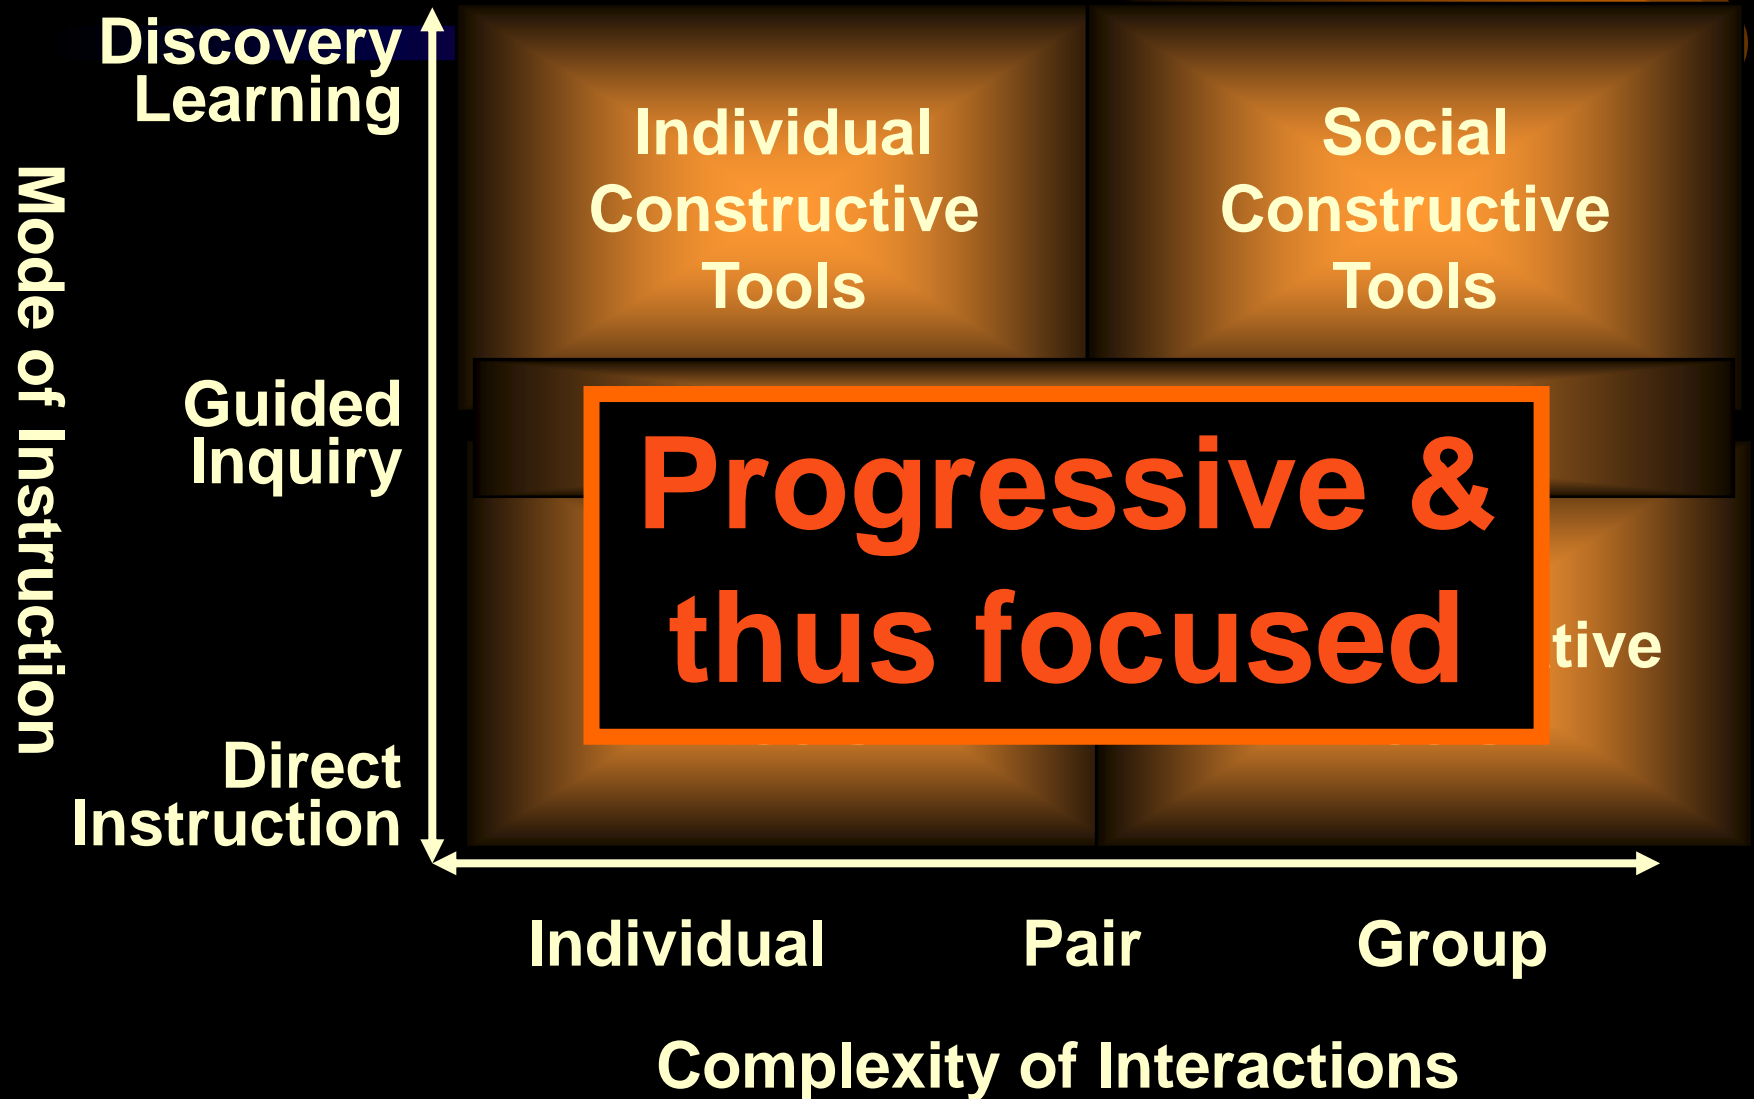 Discovery
Learning
Individual
Constructive
Tools
Social
Constructive
Tools
Mode of Instruction
Guided
Inquiry
Progressive &
thus focused
tive
Direct
Instruction
Individual Pair Group
Complexity of Interactions